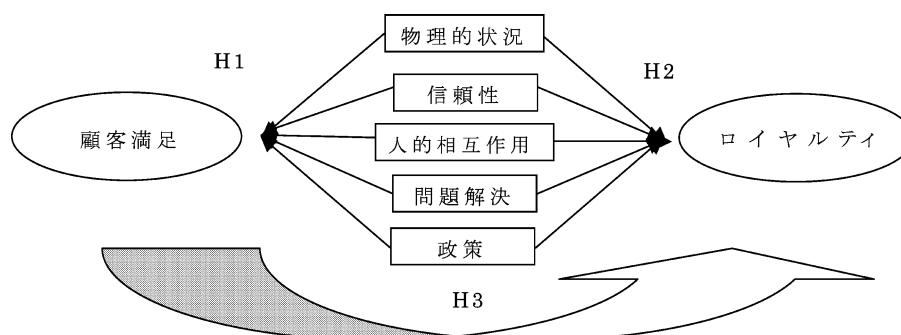 物理的状況
H1
H2
信頼性
顧客満足
人的相互作用
ロイヤルティ
問題解決
政策
H3